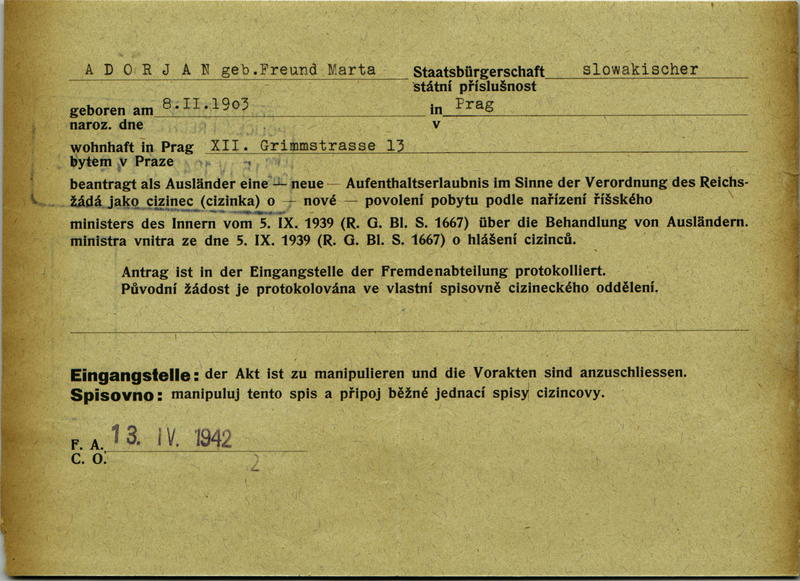 A D O R J A N geb.Freund Marta Staatsbürgerschaft slowakischer
státní příslušnost
geboren am 8.II.19o3 in Prag
naroz. dne v
wohnhaft in Prag XII. Grimmstrasse 13
bytem v Praze
beantragt als Ausländer eine — neue — Aufenthaltserlaubnis im Sinne der Verordnung des Reichs-
žádá jako cizinec (cizinka) o — nové — povolení pobytu podle nařízení říšského
ministers des Innern vom 5. IX. 1939 (R. G. Bl. S. 1667) über die Behandlung von Ausländern.
ministra vnitra ze dne 5. IX. 1939 (R. G. Bl. S. 1667) o hlášení cizinců.
Antrag ist in der Eingangstelle der Fremdenabteilung protokolliert.
Původní žádost je protokolována ve vlastní spisovně cizineckého oddělení.
Eingangstelle: der Akt ist zu manipulieren und die Vorakten sind anzuschliessen.
Spisovno: manipuluj tento spis a připoj běžné jednací spisy cizincovy.
F. A. 13. IV. 1942
C. O. 2